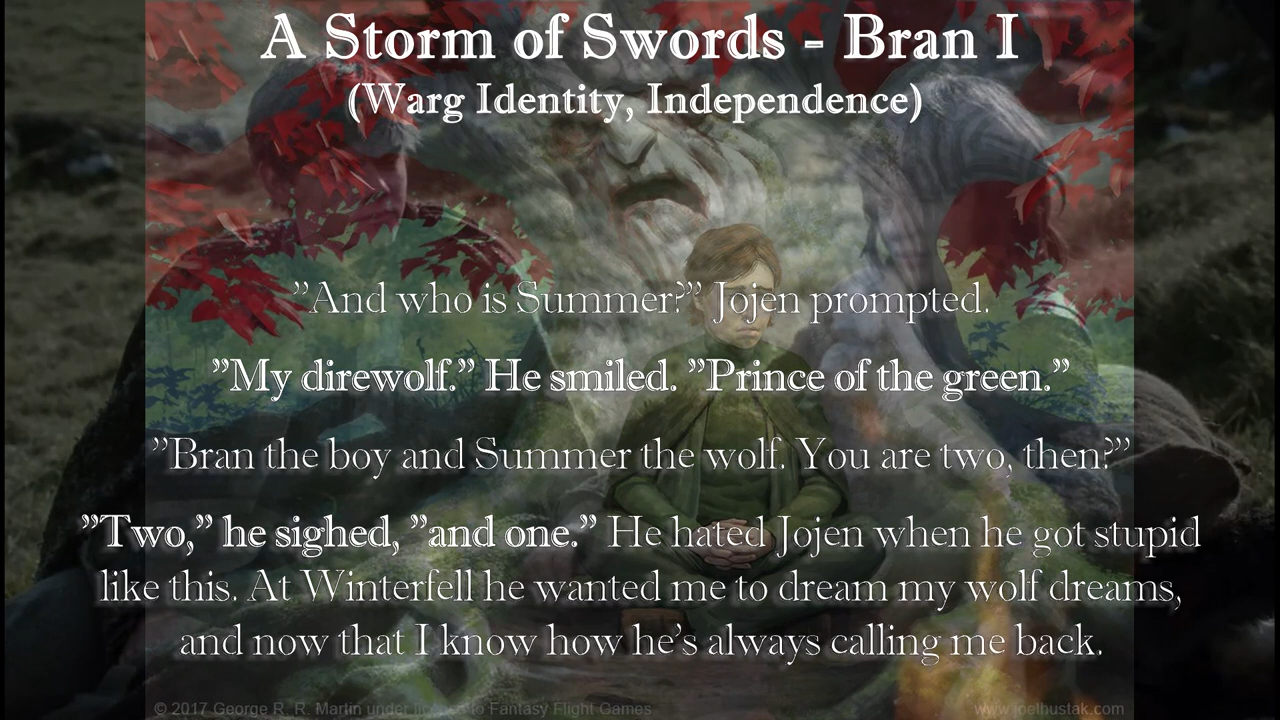 A Storm of Swords - Bran I
(Warg Identity, Independence)
”And who is Summer?” Jojen prompted.
”My direwolf.” He smiled. ”Prince of the green.”
”Bran the boy and Summer the wolf. You are two, then?”
”Two,” he sighed, ”and one.” He hated Jojen when he got stupid
like this. At Winterfell he wanted me to dream my wolf dreams,
and now that I know how he’s always calling me back.
© 2017 George R. R. Martin under license to Fantasy Flight Games
www.joelhustak.com